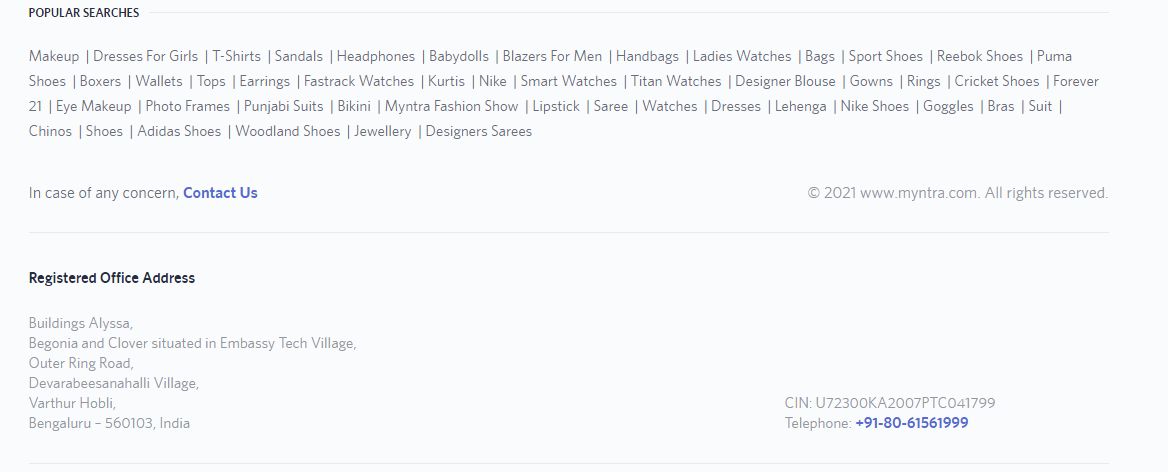 POPULAR SEARCHES
Makeup | Dresses For Girls | T-Shirts | Sandals | Headphones | Babydolls | Blazers For Men | Handbags | Ladies Watches | Bags | Sport Shoes | Reebok Shoes | Puma
Shoes | Boxers | Wallets | Tops | Earrings | Fastrack Watches | Kurtis | Nike | Smart Watches | Titan Watches | Designer Blouse | Gowns | Rings | Cricket Shoes | Forever
21 | Eye Makeup | Photo Frames | Punjabi Suits | Bikini | Myntra Fashion Show | Lipstick | Saree | Watches | Dresses | Lehenga | Nike Shoes | Goggles | Bras | Suit |
Chinos | Shoes | Adidas Shoes | Woodland Shoes | Jewellery | Designers Sarees
In case of any concern, Contact Us
© 2021 www.myntra.com. All rights reserved.
Registered Office Address
Buildings Alyssa,
Begonia and Clover situated in Embassy Tech Village,
Outer Ring Road,
Devarabeesanahalli Village,
Varthur Hobli,
Bengaluru – 560103, India
CIN: U72300KA2007PTC041799
Telephone: +91-80-61561999